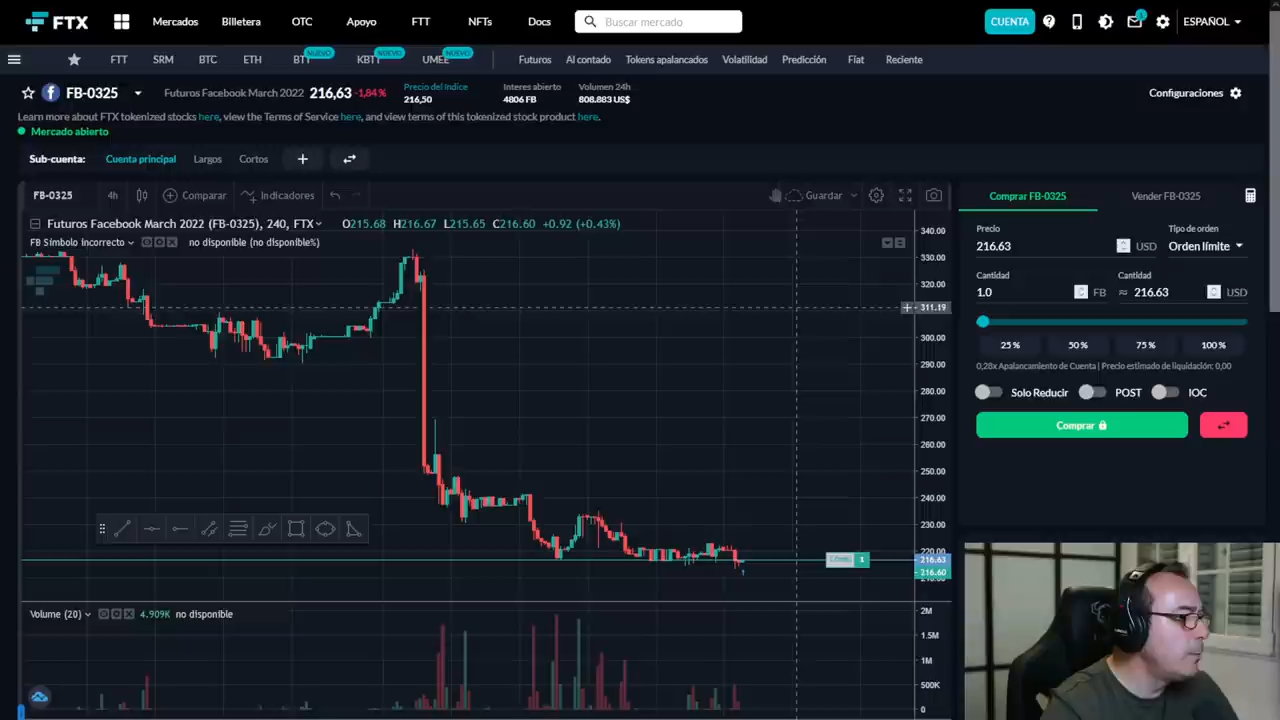 FTX Mercados Billetera OTC Apoyo FTT NFTs Docs Buscar mercado CUENTA ESPAÑOL
FTT SRM BTC ETH BTT NUEVO KBTT NUEVO UMEE NUEVO Futuros Al contado Tokens apalancados Volatilidad Predicción Fiat Reciente
FB-0325 Futuros Facebook March 2022 216,63 -1,84% Precio del Indice 216,50 Interes abierto 4806 FB Volumen 24h 808.883 US$ Configuraciones
Learn more about FTX tokenized stocks here, view the Terms of Service here, and view terms of this tokenized stock product here.
Mercado abierto
Sub-cuenta: Cuenta principal Largos Cortos +
FB-0325 4h Comparar Indicadores Guardar
Futuros Facebook March 2022 (FB-0325), 240, FTX O215.68 H216.67 L215.65 C216.60 +0.92 (+0.43%)
FB Símbolo Incorrecto no disponible (no disponible%)
340.00
330.00
320.00
311.19
300.00
290.00
280.00
270.00
260.00
250.00
240.00
230.00
220.00
1 216.63
216.60
Volume (20) 4.909K no disponible
2M
1.5M
1M
500K
0
Comprar FB-0325 Vender FB-0325
Precio Tipo de orden
216.63 USD Orden límite
Cantidad Cantidad
1.0 FB ≈ 216.63 USD
25 % 50 % 75 % 100 %
0,28x Apalancamiento de Cuenta | Precio estimado de liquidación: 0,00
Solo Reducir POST IOC
Comprar